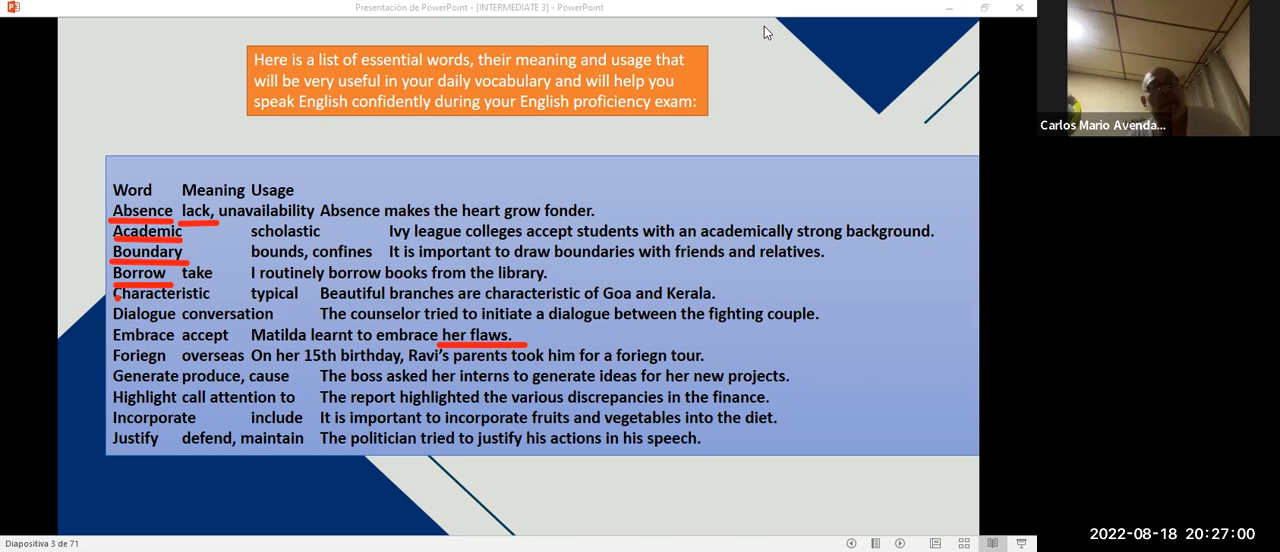 Presentación de PowerPoint - [INTERMEDIATE 3] - PowerPoint
Here is a list of essential words, their meaning and usage that
will be very useful in your daily vocabulary and will help you
speak English confidently during your English proficiency exam:
Carlos Mario Avenda...
Word Meaning Usage
Absence lack, unavailability Absence makes the heart grow fonder.
Academic scholastic Ivy league colleges accept students with an academically strong background.
Boundary bounds, confines It is important to draw boundaries with friends and relatives.
Borrow take I routinely borrow books from the library.
Characteristic typical Beautiful branches are characteristic of Goa and Kerala.
Dialogue conversation The counselor tried to initiate a dialogue between the fighting couple.
Embrace accept Matilda learnt to embrace her flaws.
Foriegn overseas On her 15th birthday, Ravi's parents took him for a foriegn tour.
Generate produce, cause The boss asked her interns to generate ideas for her new projects.
Highlight call attention to The report highlighted the various discrepancies in the finance.
Incorporate include It is important to incorporate fruits and vegetables into the diet.
Justify defend, maintain The politician tried to justify his actions in his speech.
Diapositiva 3 de 71
2022-08-18 20:27:00